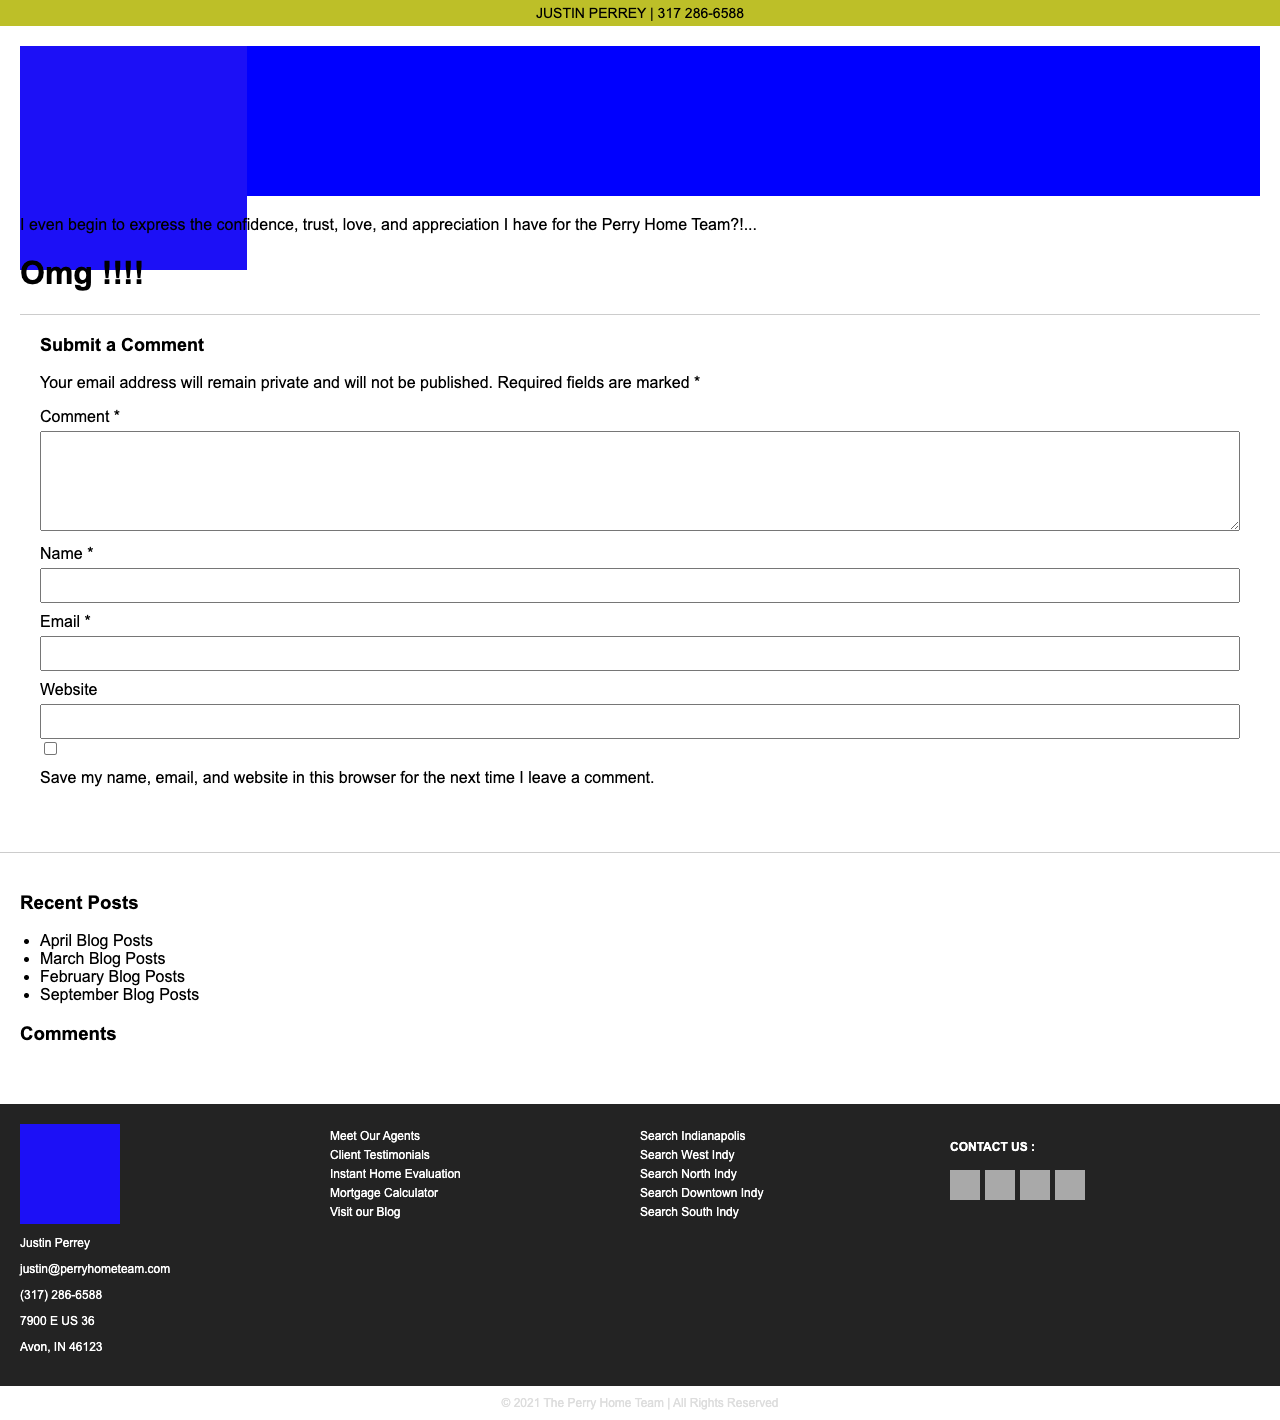 JUSTIN PERREY | 317 286-6588
I even begin to express the confidence, trust, love, and appreciation I have for the Perry Home Team?!...
Omg !!!!
Submit a Comment
Your email address will remain private and will not be published. Required fields are marked *
Comment *
Name *
Email *
Website
Save my name, email, and website in this browser for the next time I leave a comment.
Recent Posts
April Blog Posts
March Blog Posts
February Blog Posts
September Blog Posts
Comments
Justin Perrey
justin@perryhometeam.com
(317) 286-6588
7900 E US 36
Avon, IN 46123
Meet Our Agents
Client Testimonials
Instant Home Evaluation
Mortgage Calculator
Visit our Blog
Search Indianapolis
Search West Indy
Search North Indy
Search Downtown Indy
Search South Indy
CONTACT US :
© 2021 The Perry Home Team | All Rights Reserved